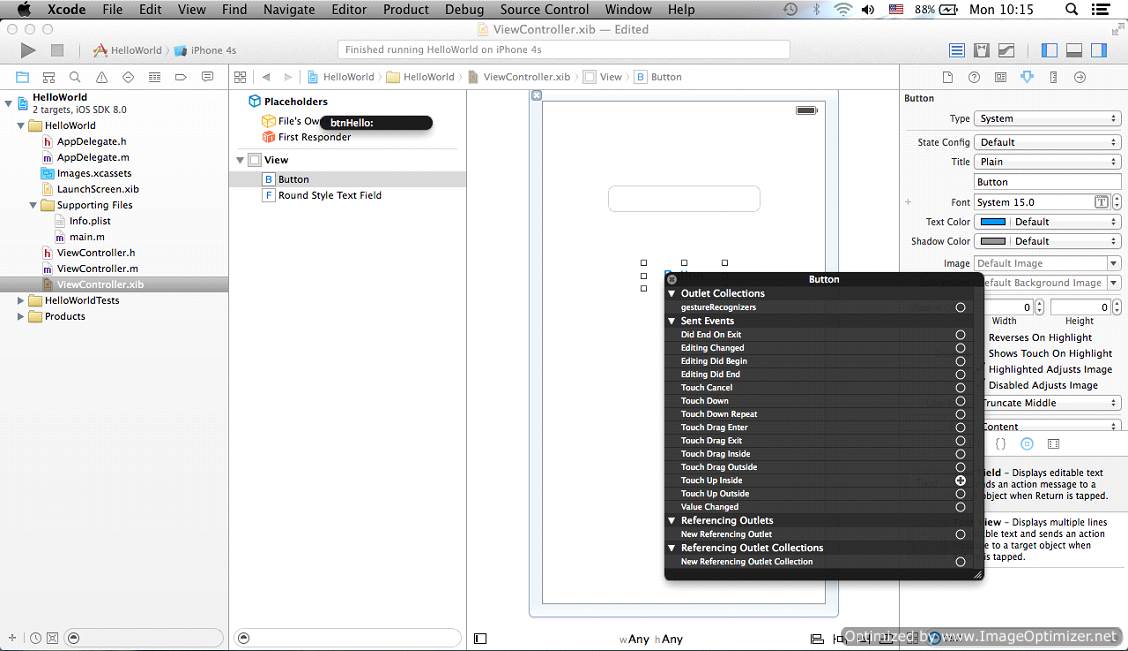 Xcode File Edit View Find Navigate Editor Product Debug Source Control Window Help 88% Mon 10:15
ViewController.xib — Edited
HelloWorld iPhone 4s
Finished running HelloWorld on iPhone 4s
HelloWorld HelloWorld ViewController.xib View B Button
HelloWorld
2 targets, iOS SDK 8.0
HelloWorld
h AppDelegate.h
m AppDelegate.m
Images.xcassets
LaunchScreen.xib
Supporting Files
Info.plist
m main.m
h ViewController.h
m ViewController.m
ViewController.xib
HelloWorldTests
Products
Placeholders
File's Ow
btnHello:
First Responder
View
B Button
F Round Style Text Field
Button
Outlet Collections
gestureRecognizers
Sent Events
Did End On Exit
Editing Changed
Editing Did Begin
Editing Did End
Touch Cancel
Touch Down
Touch Down Repeat
Touch Drag Enter
Touch Drag Exit
Touch Drag Inside
Touch Drag Outside
Touch Up Inside
Touch Up Outside
Value Changed
Referencing Outlets
New Referencing Outlet
Referencing Outlet Collections
New Referencing Outlet Collection
wAny hAny
Button
Type System
State Config Default
Title Plain
Button
Font System 15.0 T
Text Color Default
Shadow Color Default
Image Default Image
efault Background Image
0 0
Width Height
Reverses On Highlight
Shows Touch On Highlight
Highlighted Adjusts Image
Disabled Adjusts Image
Truncate Middle
Content
{ }
ield – Displays editable text
ds an action message to a
object when Return is tapped.
iew – Displays multiple lines
ble text and sends an action
e to a target object when
is tapped.
Optimized by www.ImageOptimizer.net